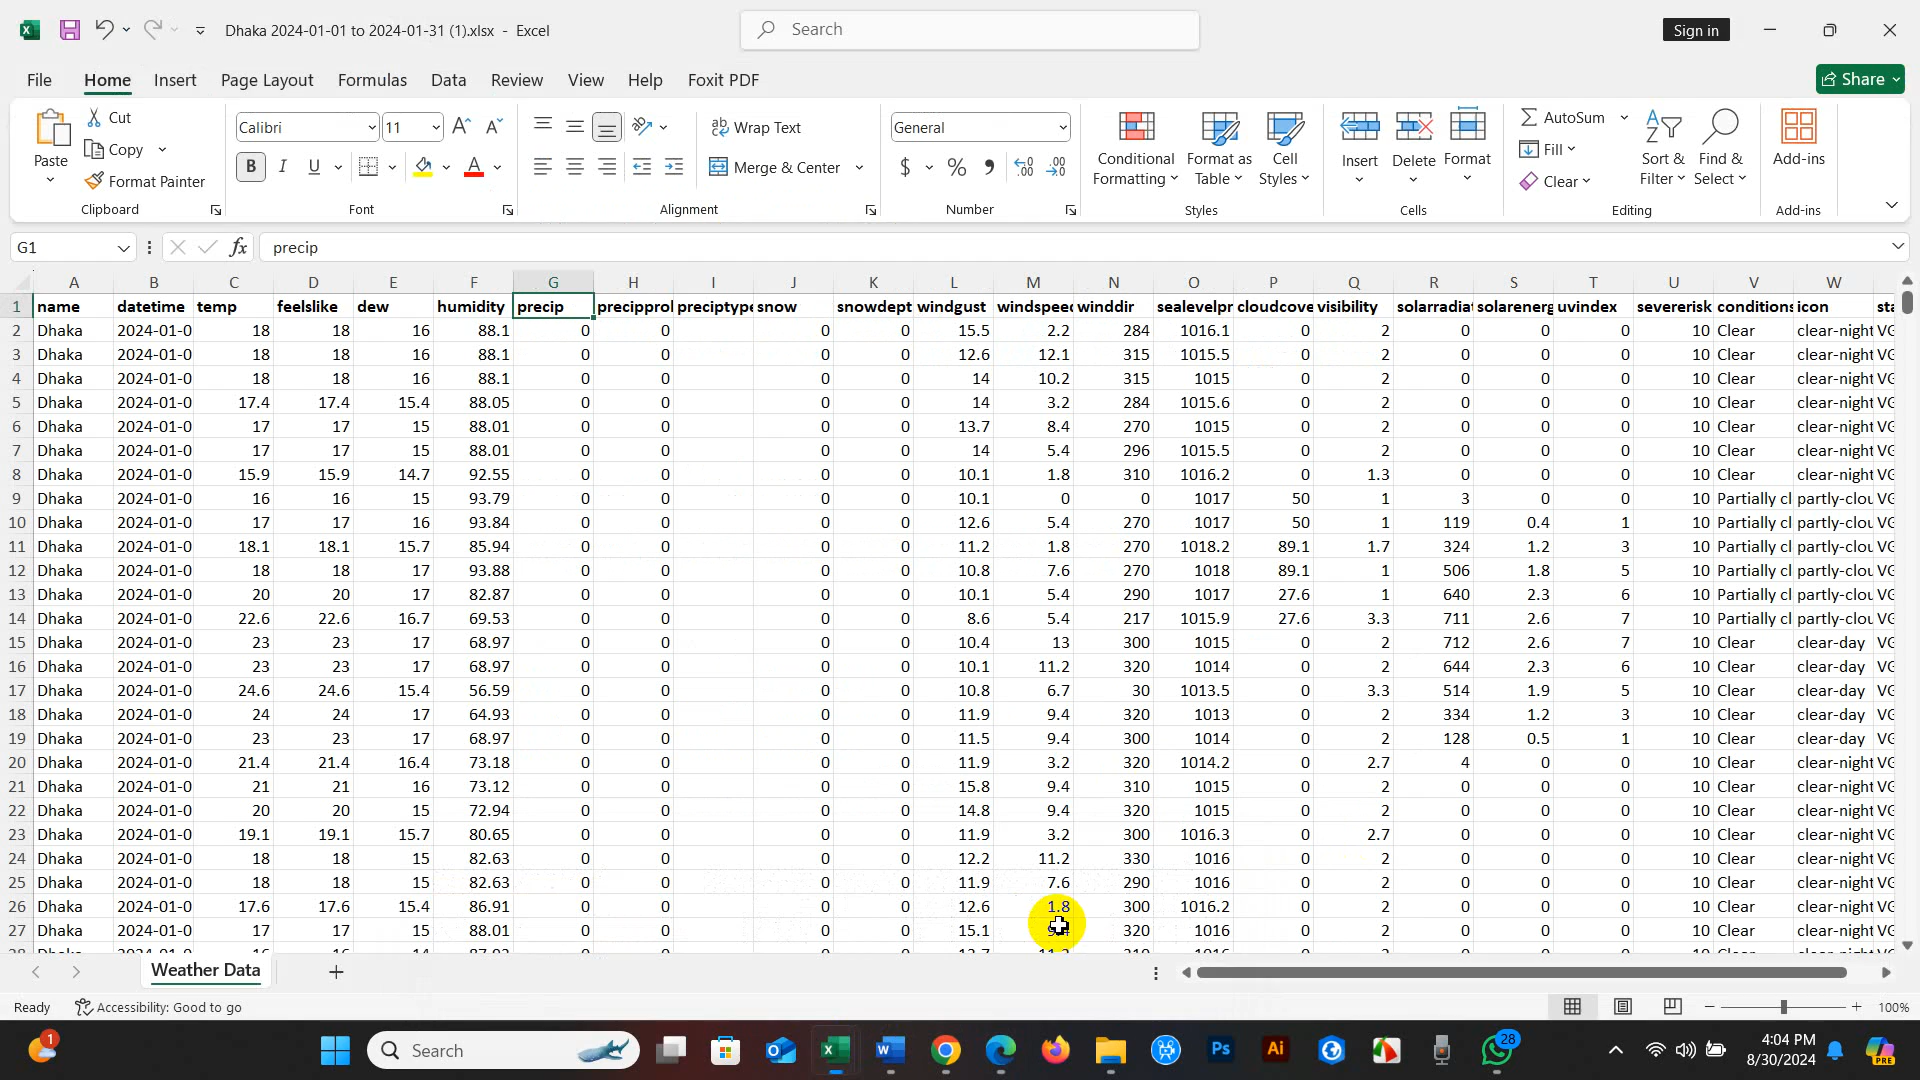 Dhaka 2024-01-01 to 2024-01-31 (1).xlsx - Excel
Search
Sign in
File Home Insert Page Layout Formulas Data Review View Help Foxit PDF
Share
Paste
Cut
Copy
Format Painter
Clipboard
Calibri 11
B I U
Font
Wrap Text
Merge & Center
Alignment
General
$ % ,
Number
Conditional Formatting
Format as Table
Cell Styles
Styles
Insert Delete Format
Cells
AutoSum
Fill
Clear
Sort & Filter
Find & Select
Editing
Add-ins
Add-ins
G1 fx precip
A B C D E F G H I J K L M N O P Q R S T U V W
1 name datetime temp feelslike dew humidity precip precipprol preciptype snow snowdept windgust windspeed winddir sealevelpr cloudcove visibility solarradiat solarenerg uvindex severerisk conditions icon sta
2 Dhaka 2024-01-0 18 18 16 88.1 0 0 0 0 15.5 2.2 284 1016.1 0 2 0 0 0 10 Clear clear-night VG
3 Dhaka 2024-01-0 18 18 16 88.1 0 0 0 0 12.6 12.1 315 1015.5 0 2 0 0 0 10 Clear clear-night VG
4 Dhaka 2024-01-0 18 18 16 88.1 0 0 0 0 14 10.2 315 1015 0 2 0 0 0 10 Clear clear-night VG
5 Dhaka 2024-01-0 17.4 17.4 15.4 88.05 0 0 0 0 14 3.2 284 1015.6 0 2 0 0 0 10 Clear clear-night VG
6 Dhaka 2024-01-0 17 17 15 88.01 0 0 0 0 13.7 8.4 270 1015 0 2 0 0 0 10 Clear clear-night VG
7 Dhaka 2024-01-0 17 17 15 88.01 0 0 0 0 14 5.4 296 1015.5 0 2 0 0 0 10 Clear clear-night VG
8 Dhaka 2024-01-0 15.9 15.9 14.7 92.55 0 0 0 0 10.1 1.8 310 1016.2 0 1.3 0 0 0 10 Clear clear-night VG
9 Dhaka 2024-01-0 16 16 15 93.79 0 0 0 0 10.1 0 0 1017 50 1 3 0 0 10 Partially cl partly-clou VG
10 Dhaka 2024-01-0 17 17 16 93.84 0 0 0 0 12.6 5.4 270 1017 50 1 119 0.4 1 10 Partially cl partly-clou VG
11 Dhaka 2024-01-0 18.1 18.1 15.7 85.94 0 0 0 0 11.2 1.8 270 1018.2 89.1 1.7 324 1.2 3 10 Partially cl partly-clou VG
12 Dhaka 2024-01-0 18 18 17 93.88 0 0 0 0 10.8 7.6 270 1018 89.1 1 506 1.8 5 10 Partially cl partly-clou VG
13 Dhaka 2024-01-0 20 20 17 82.87 0 0 0 0 10.1 5.4 290 1017 27.6 1 640 2.3 6 10 Partially cl partly-clou VG
14 Dhaka 2024-01-0 22.6 22.6 16.7 69.53 0 0 0 0 8.6 5.4 217 1015.9 27.6 3.3 711 2.6 7 10 Partially cl partly-clou VG
15 Dhaka 2024-01-0 23 23 17 68.97 0 0 0 0 10.4 13 300 1015 0 2 712 2.6 7 10 Clear clear-day VG
16 Dhaka 2024-01-0 23 23 17 68.97 0 0 0 0 10.1 11.2 320 1014 0 2 644 2.3 6 10 Clear clear-day VG
17 Dhaka 2024-01-0 24.6 24.6 15.4 56.59 0 0 0 0 10.8 6.7 30 1013.5 0 3.3 514 1.9 5 10 Clear clear-day VG
18 Dhaka 2024-01-0 24 24 17 64.93 0 0 0 0 11.9 9.4 320 1013 0 2 334 1.2 3 10 Clear clear-day VG
19 Dhaka 2024-01-0 23 23 17 68.97 0 0 0 0 11.5 9.4 300 1014 0 2 128 0.5 1 10 Clear clear-day VG
20 Dhaka 2024-01-0 21.4 21.4 16.4 73.18 0 0 0 0 11.9 3.2 320 1014.2 0 2.7 4 0 0 10 Clear clear-night VG
21 Dhaka 2024-01-0 21 21 16 73.12 0 0 0 0 15.8 9.4 310 1015 0 2 0 0 0 10 Clear clear-night VG
22 Dhaka 2024-01-0 20 20 15 72.94 0 0 0 0 14.8 9.4 320 1015 0 2 0 0 0 10 Clear clear-night VG
23 Dhaka 2024-01-0 19.1 19.1 15.7 80.65 0 0 0 0 11.9 3.2 300 1016.3 0 2.7 0 0 0 10 Clear clear-night VG
24 Dhaka 2024-01-0 18 18 15 82.63 0 0 0 0 12.2 11.2 330 1016 0 2 0 0 0 10 Clear clear-night VG
25 Dhaka 2024-01-0 18 18 15 82.63 0 0 0 0 11.9 7.6 290 1016 0 2 0 0 0 10 Clear clear-night VG
26 Dhaka 2024-01-0 17.6 17.6 15.4 86.91 0 0 0 0 12.6 1.8 300 1016.2 0 2 0 0 0 10 Clear clear-night VG
27 Dhaka 2024-01-0 17 17 15 88.01 0 0 0 0 15.1 320 1016 0 2 0 0 0 10 Clear clear-night VG
Weather Data
Ready Accessibility: Good to go 100%
1 Search Ps Ai 28 4:04 PM
8/30/2024 PRE